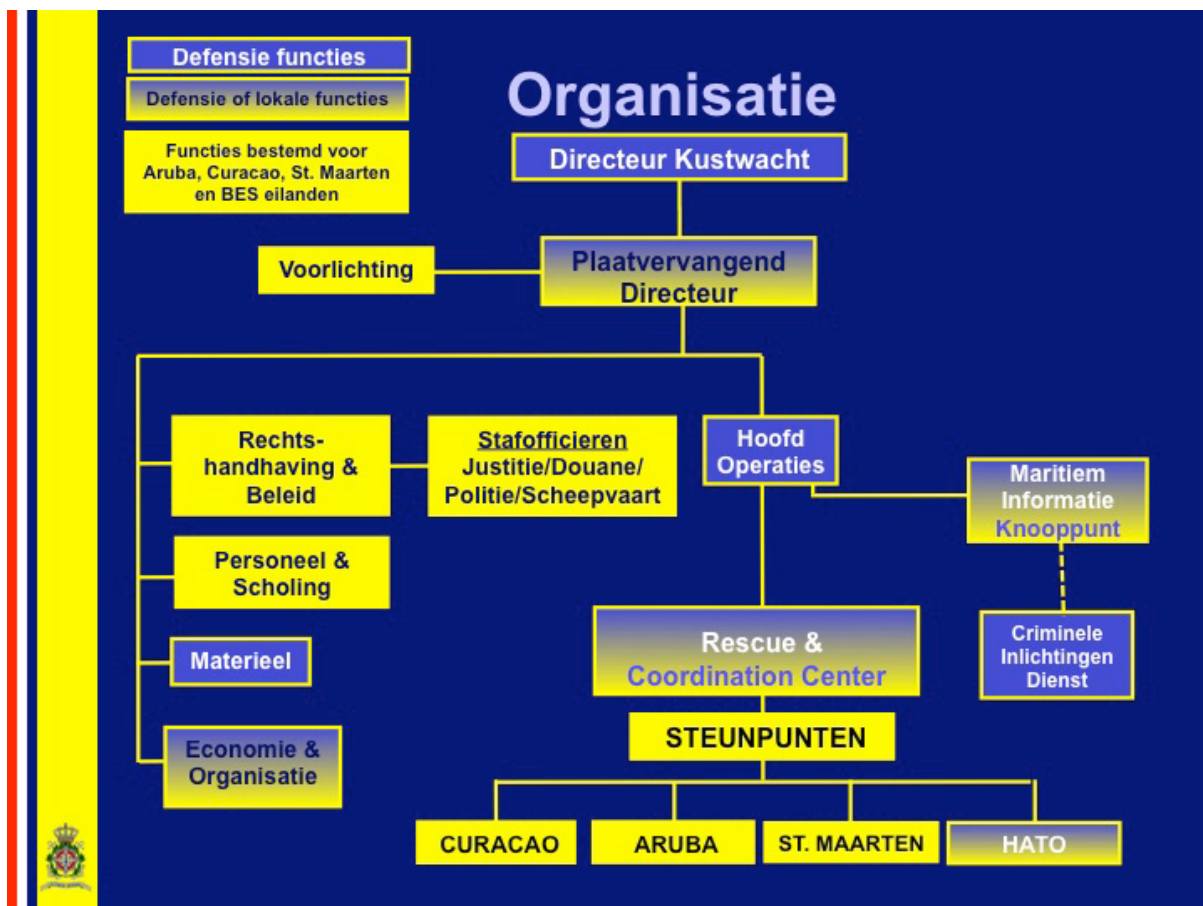 Defensie functies
Defensie of lokale functies
Functies bestemd voor
Aruba, Curacao, St. Maarten
en BES eilanden
Organisatie
Directeur Kustwacht
Voorlichting
Plaatvervangend
Directeur
Rechts-
handhaving &
Beleid
Stafofficieren
Justitie/Douane/
Politie/Scheepvaart
Hoofd
Operaties
Maritiem
Informatie
Knooppunt
Personeel &
Scholing
Materieel
Rescue &
Coordination Center
Criminele
Inlichtingen
Dienst
Economie &
Organisatie
STEUNPUNTEN
CURACAO
ARUBA
ST. MAARTEN
HATO